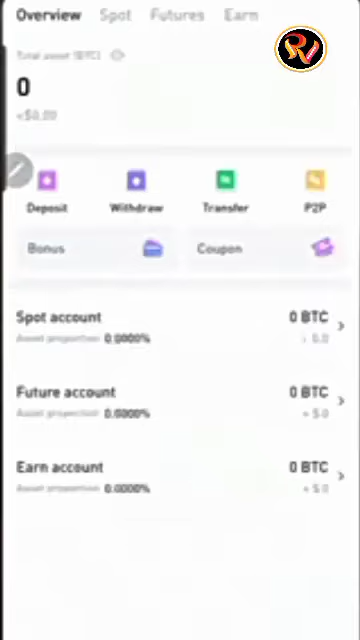 Overview Spot Futures Earn
Total asset (BTC)
0
≈$0.00
Deposit Withdraw Transfer P2P
Bonus Coupon
Spot account 0 BTC
Asset proportion 0.0000%
Future account 0 BTC
Asset proportion 0.0000% ≈ $ 0
Earn account 0 BTC
Asset proportion 0.0000% ≈ $ 0